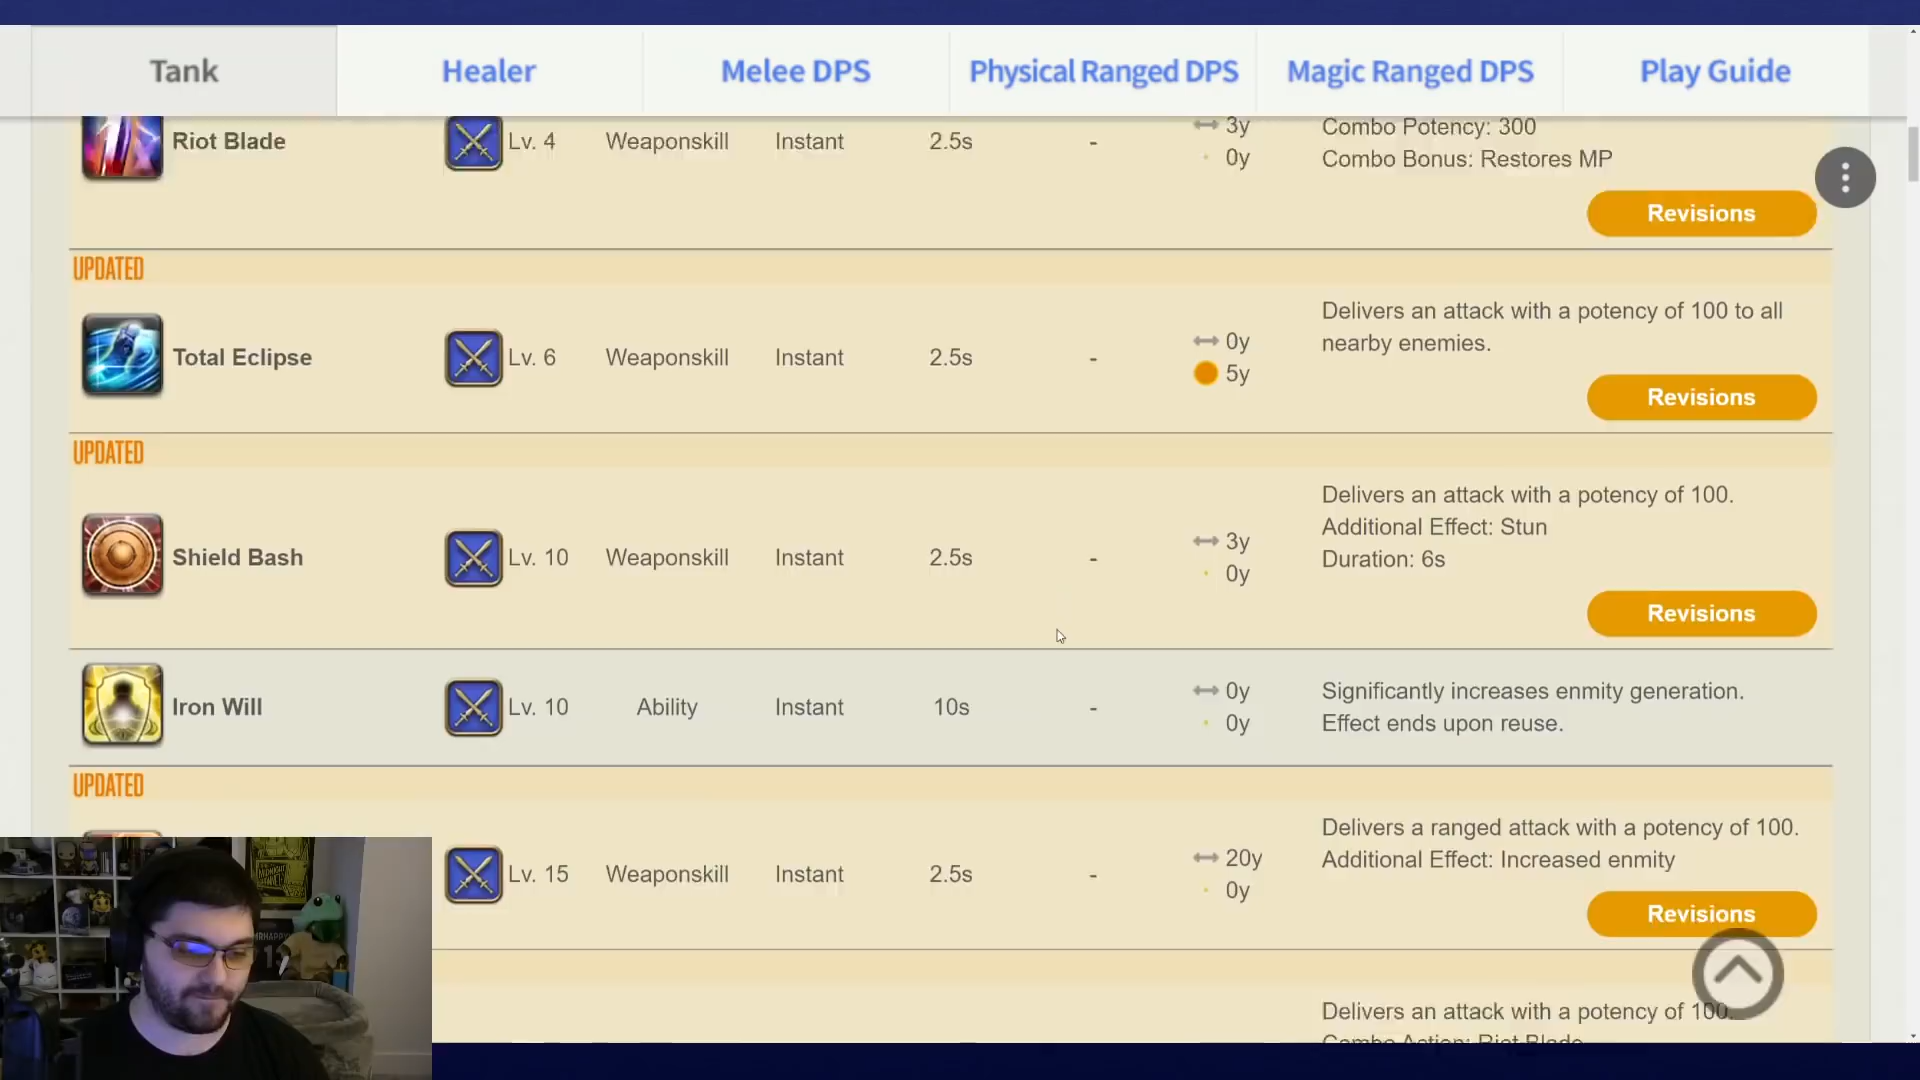 Tank Healer Melee DPS Physical Ranged DPS Magic Ranged DPS Play Guide
Riot Blade Lv. 4 Weaponskill Instant 2.5s - 3y
0y
Combo Potency: 300
Combo Bonus: Restores MP
Revisions
UPDATED
Total Eclipse Lv. 6 Weaponskill Instant 2.5s - 0y
5y
Delivers an attack with a potency of 100 to all
nearby enemies.
Revisions
UPDATED
Shield Bash Lv. 10 Weaponskill Instant 2.5s - 3y
0y
Delivers an attack with a potency of 100.
Additional Effect: Stun
Duration: 6s
Revisions
Iron Will Lv. 10 Ability Instant 10s - 0y
0y
Significantly increases enmity generation.
Effect ends upon reuse.
UPDATED
Lv. 15 Weaponskill Instant 2.5s - 20y
0y
Delivers a ranged attack with a potency of 100.
Additional Effect: Increased enmity
Revisions
Delivers an attack with a potency of 100.
Combo Action: Riot Blade